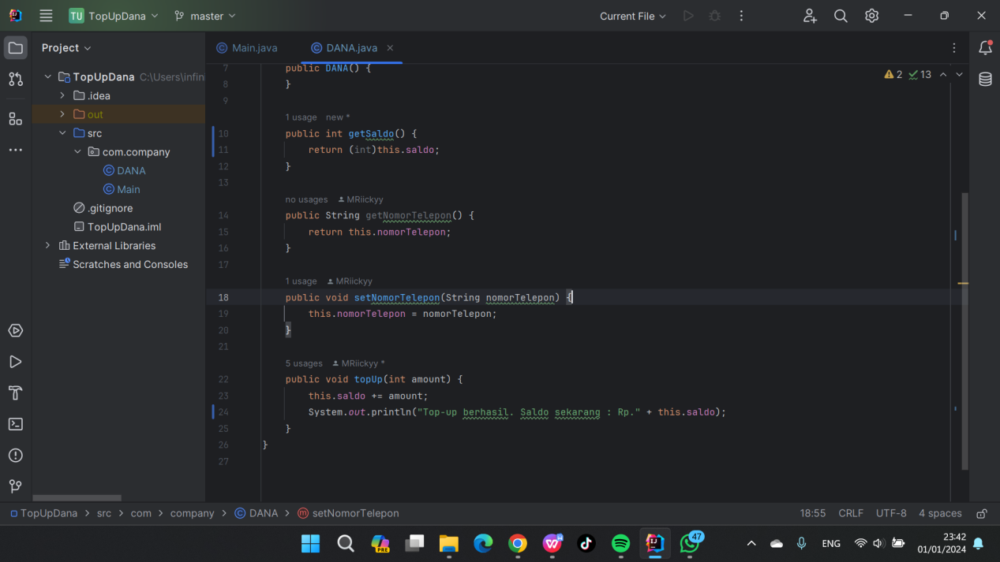 TU TopUpDana master Current File
Project
Main.java DANA.java
TopUpDana C:\Users\infin
.idea
out
src
com.company
DANA
Main
.gitignore
TopUpDana.iml
External Libraries
Scratches and Consoles
2 13
7 public DANA() {
8 }
9
1 usage new *
10 public int getSaldo() {
11 return (int)this.saldo;
12 }
13
no usages MRiickyy
14 public String getNomorTelepon() {
15 return this.nomorTelepon;
16 }
17
1 usage MRiickyy
18 public void setNomorTelepon(String nomorTelepon) {
19 this.nomorTelepon = nomorTelepon;
20 }
21
5 usages MRiickyy *
22 public void topUp(int amount) {
23 this.saldo += amount;
24 System.out.println("Top-up berhasil. Saldo sekarang : Rp." + this.saldo);
25 }
26 }
27
TopUpDana > src > com > company > DANA > setNomorTelepon 18:55 CRLF UTF-8 4 spaces
PRE 47 ENG 23:42
01/01/2024